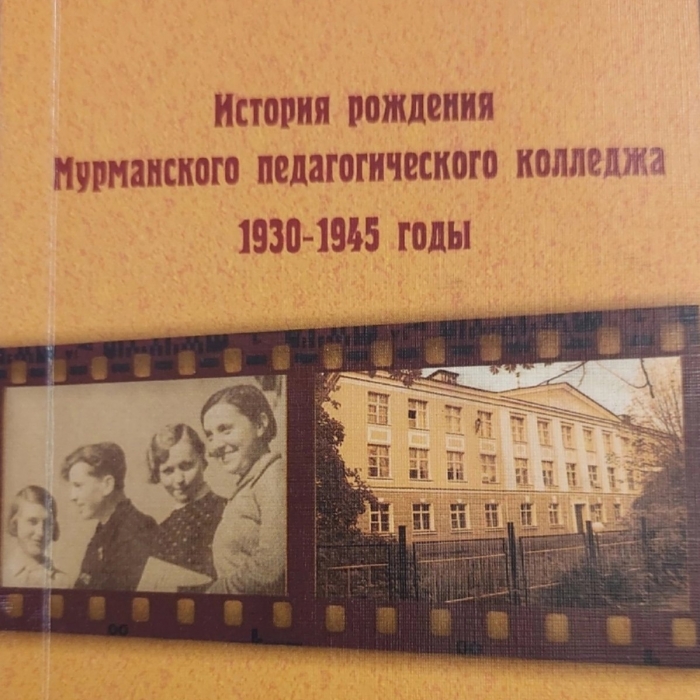 История рождения
Мурманского педагогического колледжа
1930-1945 годы